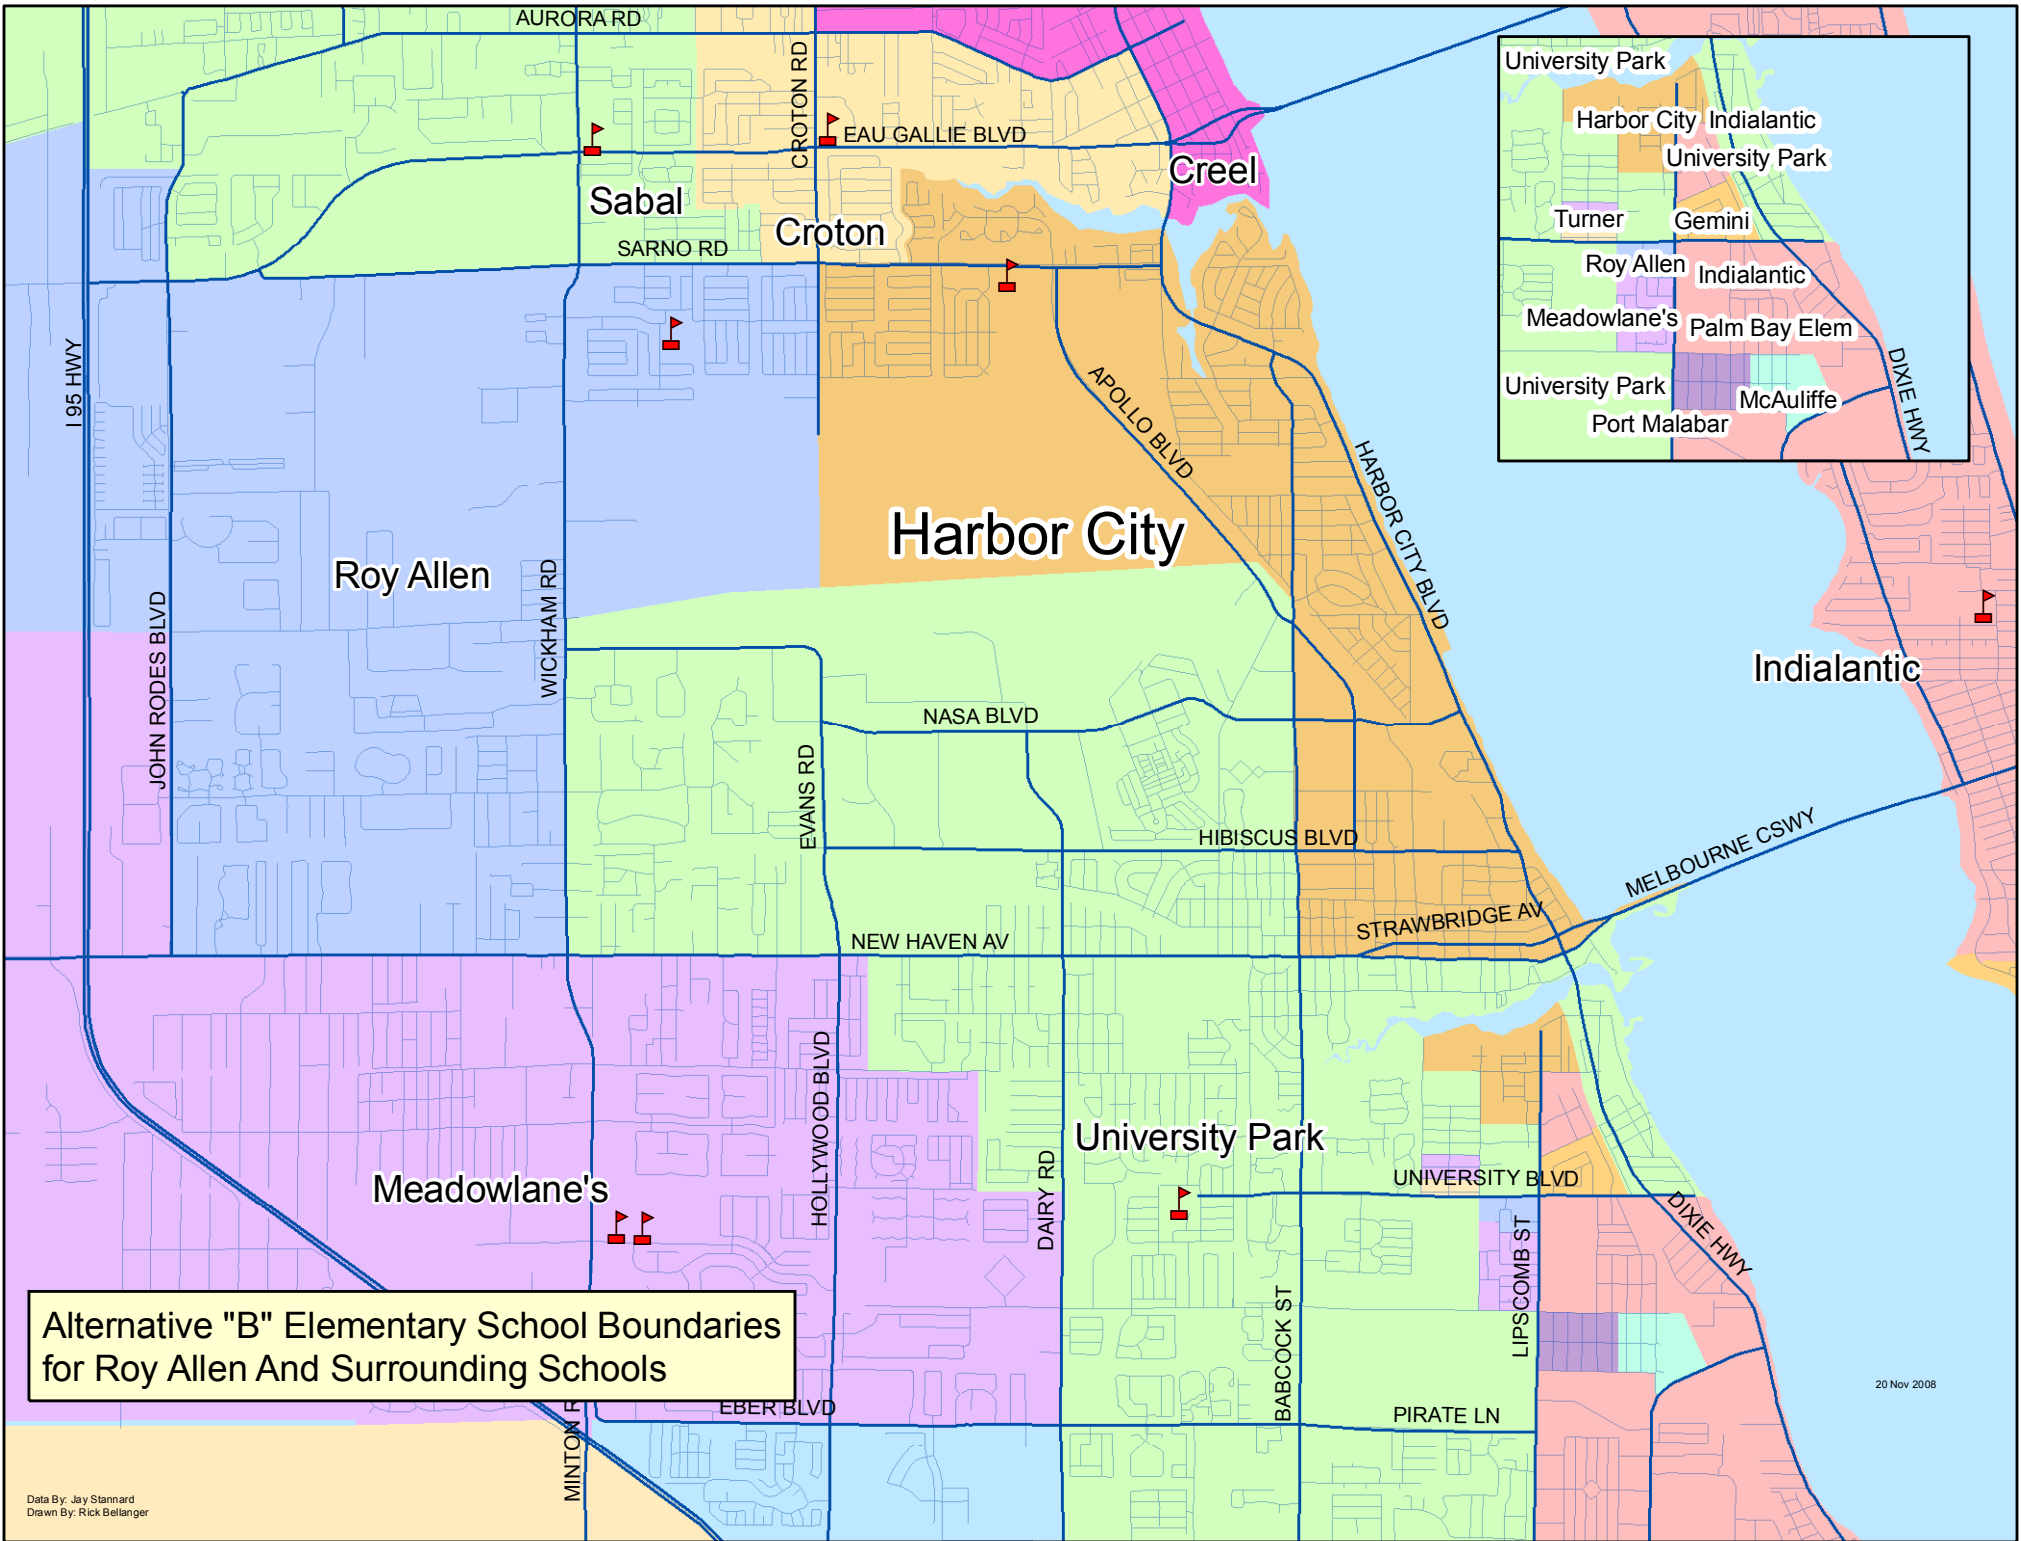 AURORA RD
CROTON RD
EAU GALLIE BLVD
Creel
Sabal
Croton
SARNO RD
I 95 HWY
APOLLO BLVD
HARBOR CITY BLVD
Harbor City
Roy Allen
WICKHAM RD
JOHN RODES BLVD
Indialantic
NASA BLVD
EVANS RD
HIBISCUS BLVD
MELBOURNE CSWY
STRAWBRIDGE AV
NEW HAVEN AV
HOLLYWOOD BLVD
University Park
DAIRY RD
UNIVERSITY BLVD
Meadowlane's
DIXIE HWY
LIPSCOMB ST
BABCOCK ST
Alternative "B" Elementary School Boundaries
for Roy Allen And Surrounding Schools
EBER BLVD
PIRATE LN
MINTON R
20 Nov 2008
Data By: Jay Stannard
Drawn By: Rick Bellanger
University Park
Harbor City
Indialantic
University Park
Turner
Gemini
Roy Allen
Indialantic
Meadowlane's
Palm Bay Elem
DIXIE HWY
University Park
McAuliffe
Port Malabar